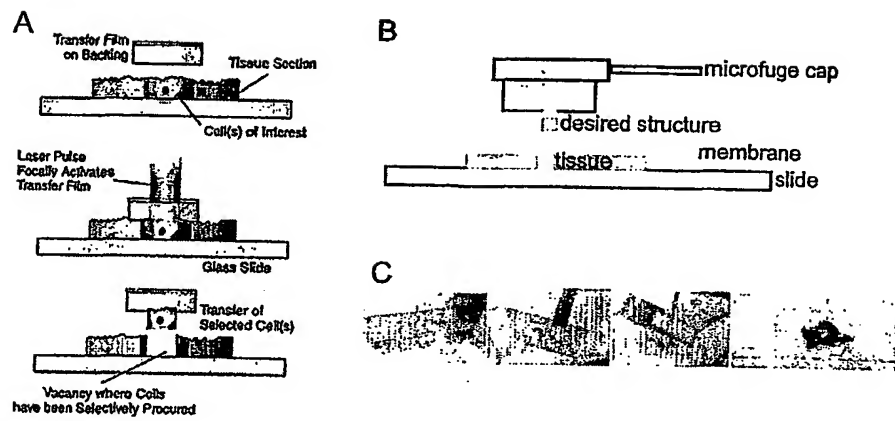 A
Transfer Film
on Backing
Tissue Section
Cell(s) of Interest
Laser Pulse
Focally Activates
Transfer Film
Glass Slide
Transfer of
Selected Cell(s)
Vacancy where Cells
have been Selectively Procured
B
microfuge cap
desired structure
membrane
tissue
slide
C